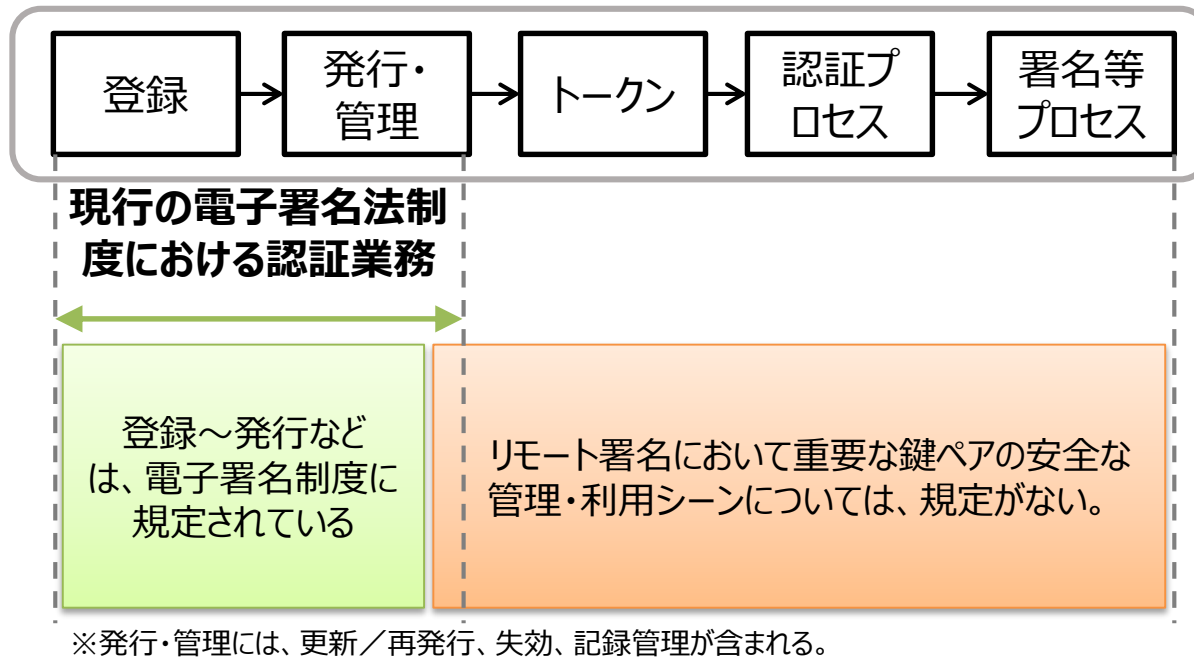 登録
発行・
管理
トークン
認証プ
ロセス
署名等
プロセス
現行の電子署名法制
度における認証業務
登録～発行など
は、電子署名制度に
規定されている
リモート署名において重要な鍵ペアの安全な
管理・利用シーンについては、規定がない。
※発行・管理には、更新／再発行、失効、記録管理が含まれる。